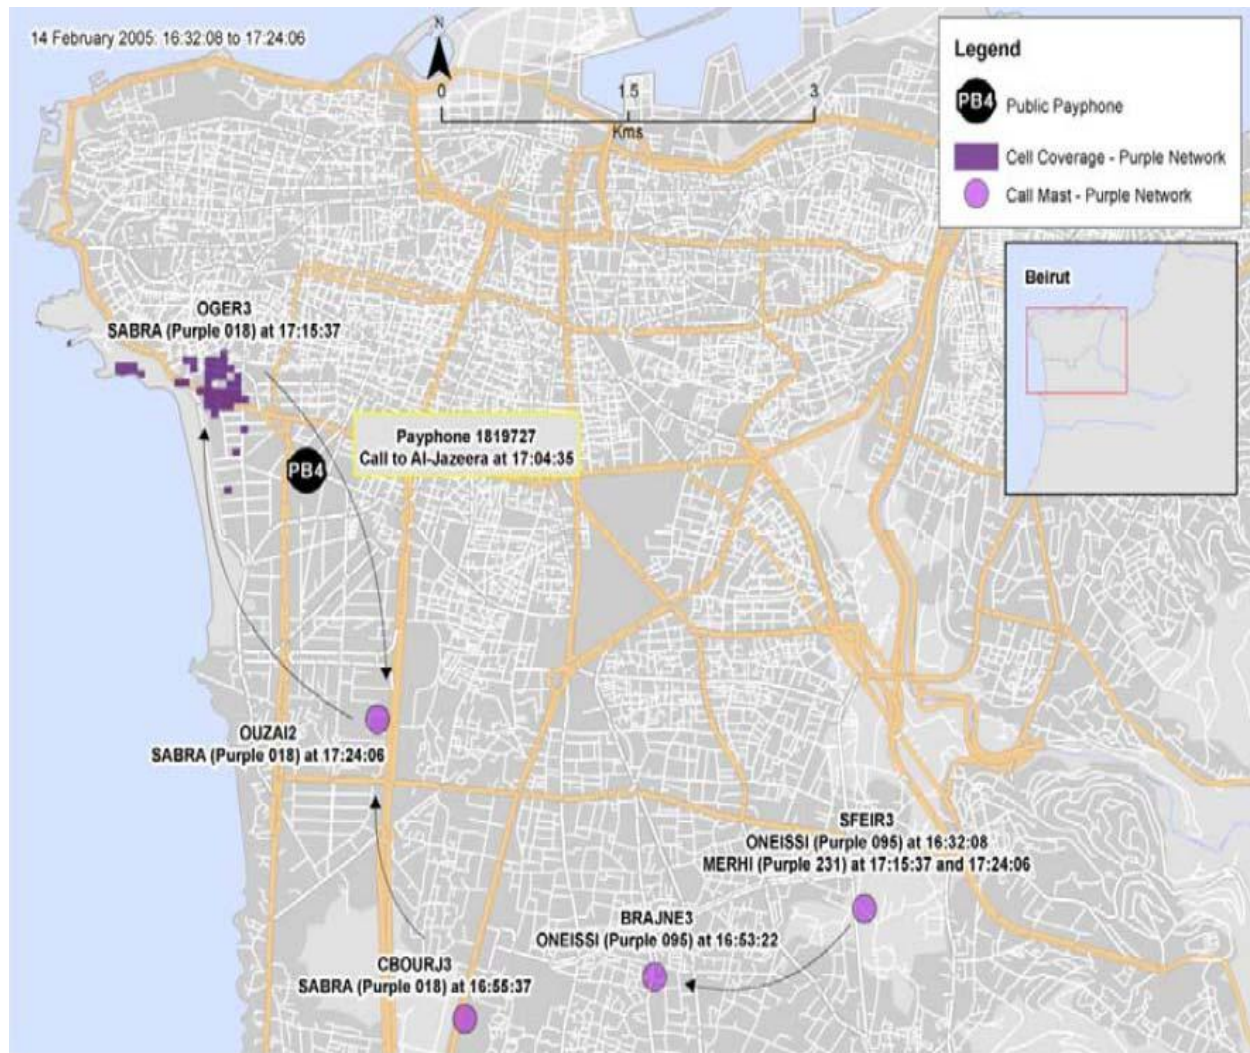 14 February 2005: 16:32:08 to 17:24:06
N
0
1.5
3
Kms
Legend
PB4
Public Payphone
Cell Coverage - Purple Network
Call Mast - Purple Network
Beirut
OGER3
SABRA (Purple 018) at 17:15:37
Payphone 1819727
Call to Al-Jazeera at 17:04:35
PB4
OUZAI2
SABRA (Purple 018) at 17:24:06
SFEIR3
ONEISSI (Purple 095) at 16:32:08
MERHI (Purple 231) at 17:15:37 and 17:24:06
BRAJNE3
ONEISSI (Purple 095) at 16:53:22
CBOURJ3
SABRA (Purple 018) at 16:55:37